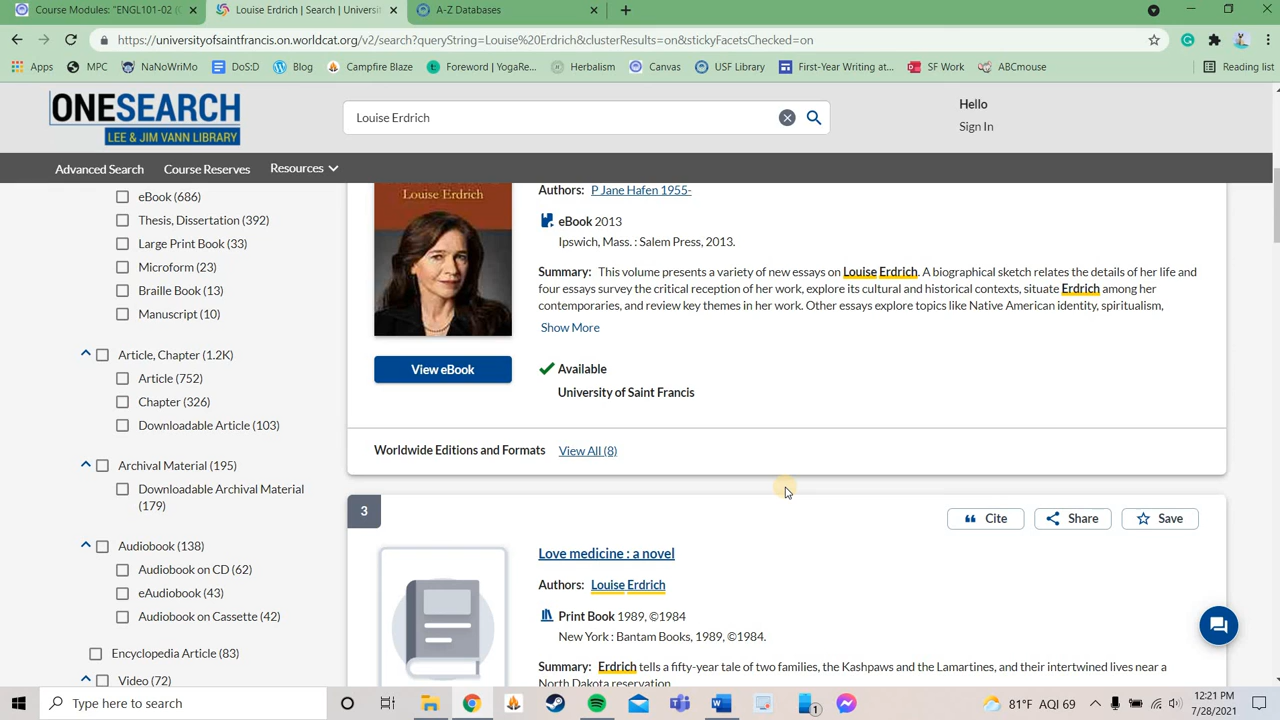 Course Modules: "ENGL101-02 (
Louise Erdrich | Search | Universit
A-Z Databases
https://universityofsaintfrancis.on.worldcat.org/v2/search?queryString=Louise%20Erdrich&clusterResults=on&stickyFacetsChecked=on
Apps
MPC
NaNoWriMo
DoS:D
Blog
Campfire Blaze
Foreword | YogaRe...
Herbalism
Canvas
USF Library
First-Year Writing at...
SF Work
ABCmouse
Reading list
ONESEARCH
LEE & JIM VANN LIBRARY
Louise Erdrich
Hello
Sign In
Advanced Search
Course Reserves
Resources
eBook (686)
Thesis, Dissertation (392)
Large Print Book (33)
Microform (23)
Braille Book (13)
Manuscript (10)
Article, Chapter (1.2K)
Article (752)
Chapter (326)
Downloadable Article (103)
Archival Material (195)
Downloadable Archival Material
(179)
Audiobook (138)
Audiobook on CD (62)
eAudiobook (43)
Audiobook on Cassette (42)
Encyclopedia Article (83)
Video (72)
Louise Erdrich
Authors: P Jane Hafen 1955-
eBook 2013
Ipswich, Mass. : Salem Press, 2013.
Summary: This volume presents a variety of new essays on Louise Erdrich. A biographical sketch relates the details of her life and
four essays survey the critical reception of her work, explore its cultural and historical contexts, situate Erdrich among her
contemporaries, and review key themes in her work. Other essays explore topics like Native American identity, spiritualism,
Show More
View eBook
Available
University of Saint Francis
Worldwide Editions and Formats View All (8)
3
Cite
Share
Save
Love medicine : a novel
Authors: Louise Erdrich
Print Book 1989, ©1984
New York : Bantam Books, 1989, ©1984.
Summary: Erdrich tells a fifty-year tale of two families, the Kashpaws and the Lamartines, and their intertwined lives near a
North Dakota reservation.
Type here to search
1
81°F AQI 69
12:21 PM
7/28/2021